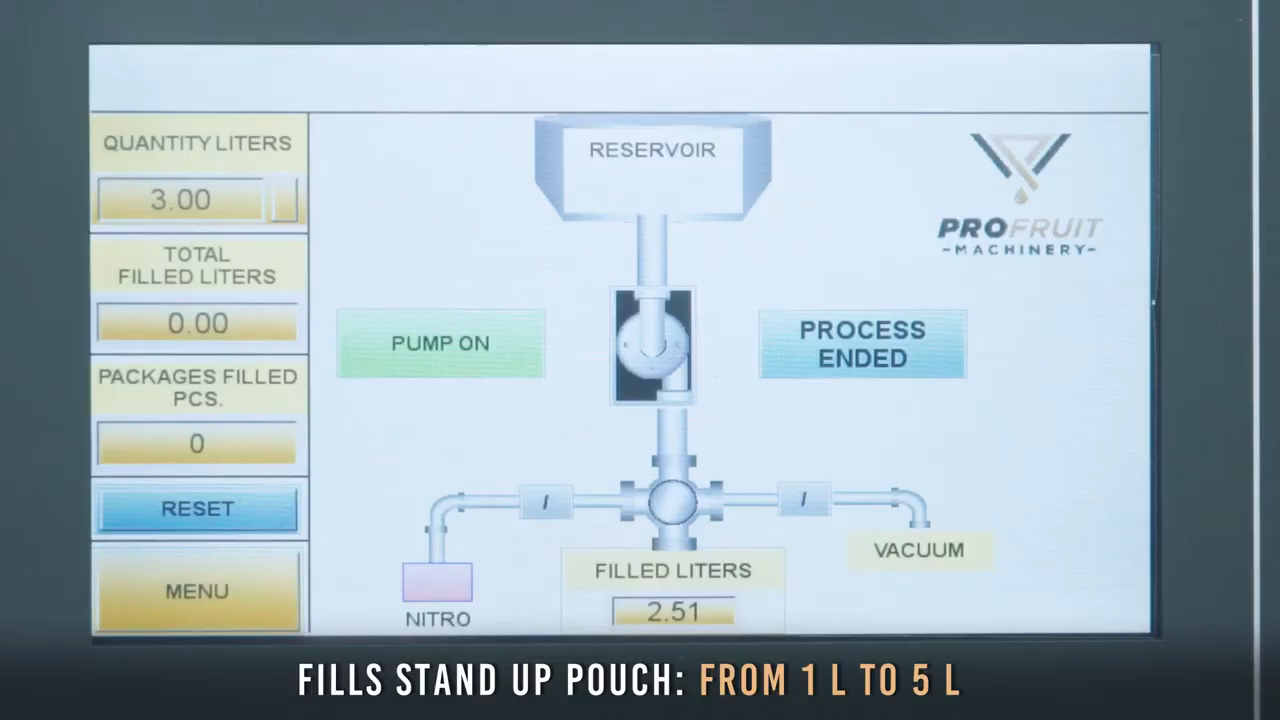 QUANTITY LITERS
3.00
TOTAL
FILLED LITERS
0.00
PACKAGES FILLED
PCS.
0
RESET
MENU
RESERVOIR
PUMP ON
PROCESS
ENDED
I
I
NITRO
FILLED LITERS
2.51
VACUUM
PROFRUIT
-MACHINERY-
FILLS STAND UP POUCH: FROM 1 L TO 5 L